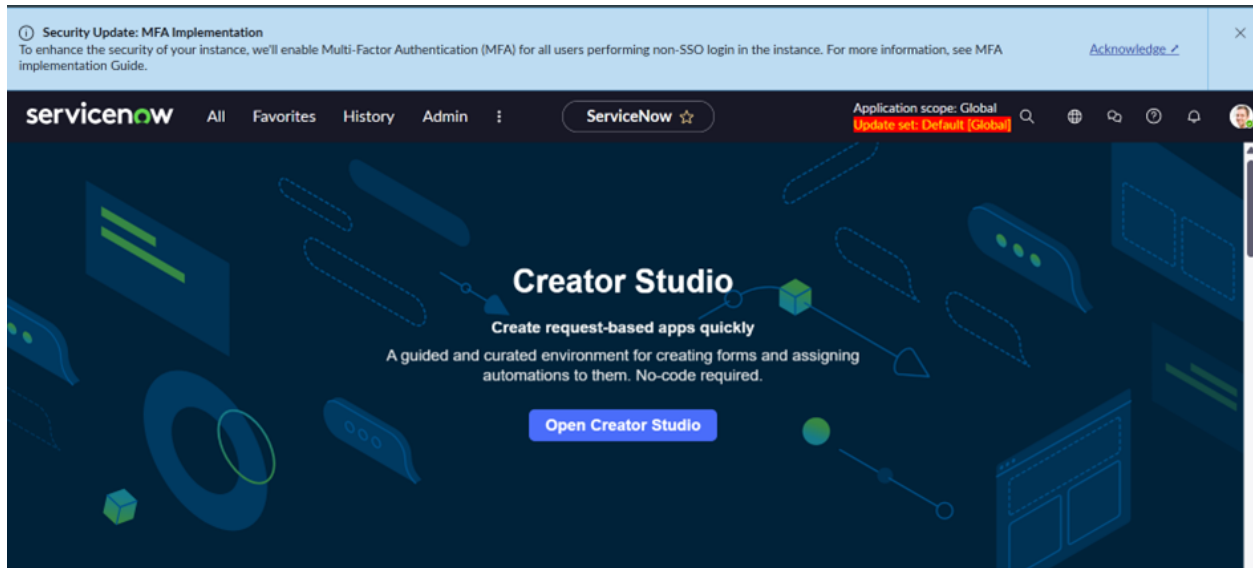 Security Update: MFA Implementation
To enhance the security of your instance, we'll enable Multi-Factor Authentication (MFA) for all users performing non-SSO login in the instance. For more information, see MFA
implementation Guide.
Acknowledge
servicenow
All Favorites History Admin
ServiceNow
Application scope: Global
Update set: Default [Global]
Creator Studio
Create request-based apps quickly
A guided and curated environment for creating forms and assigning
automations to them. No-code required.
Open Creator Studio